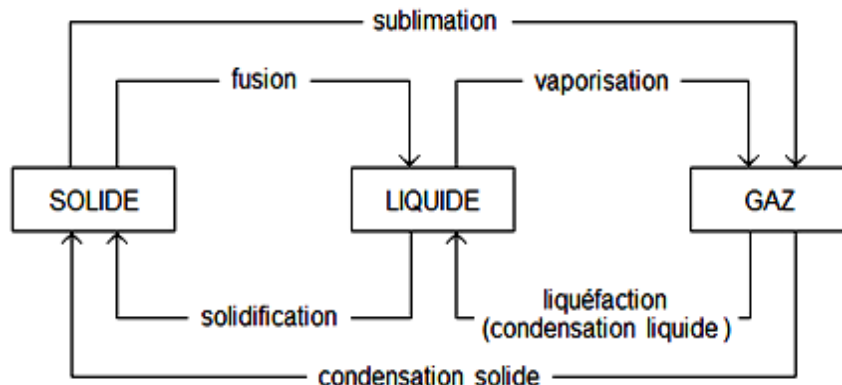 sublimation
fusion
vaporisation
SOLIDE
LIQUIDE
GAZ
solidification
liquéfaction
(condensation liquide )
condensation solide